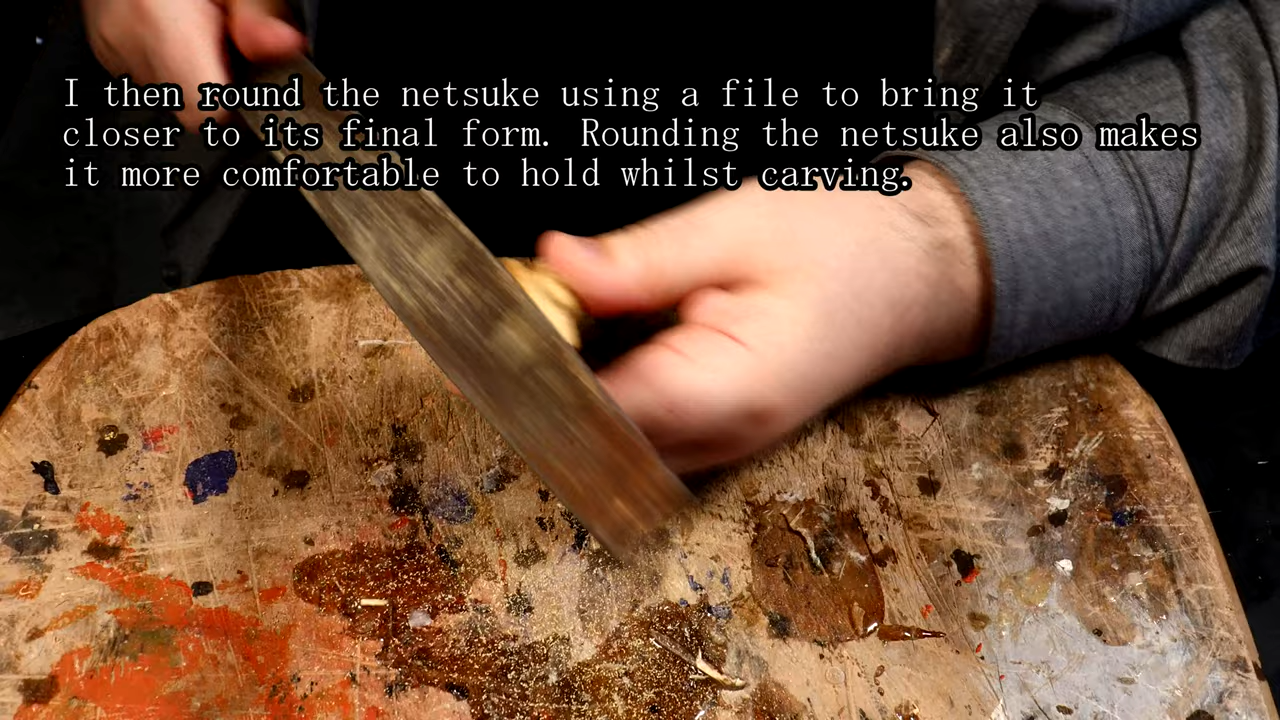 I then round the netsuke using a file to bring it
closer to its final form. Rounding the netsuke also makes
it more comfortable to hold whilst carving.